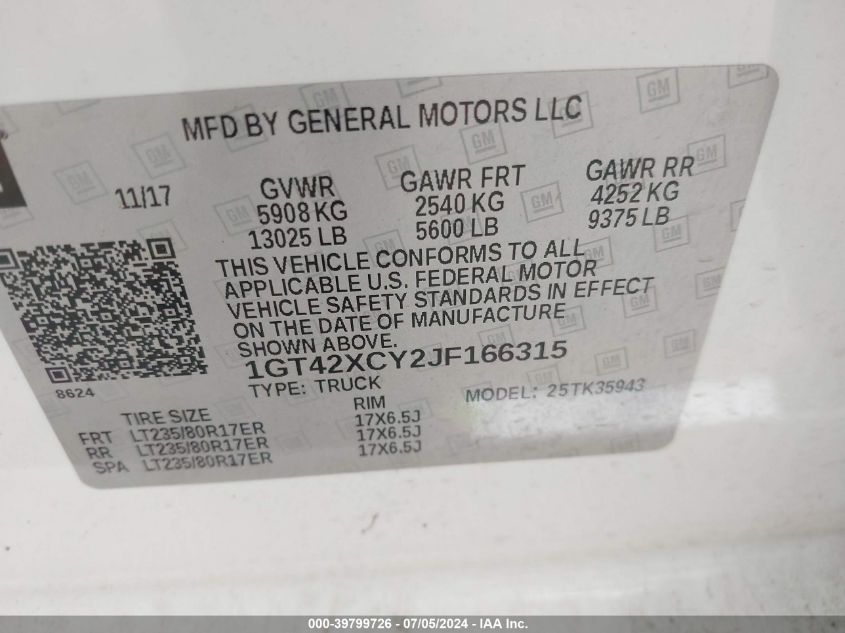 MFD BY GENERAL MOTORS LLC
11/17 GVWR GAWR FRT GAWR RR
5908 KG 2540 KG 4252 KG
13025 LB 5600 LB 9375 LB
THIS VEHICLE CONFORMS TO ALL
APPLICABLE U.S. FEDERAL MOTOR
VEHICLE SAFETY STANDARDS IN EFFECT
ON THE DATE OF MANUFACTURE
SHOWN ABOVE.
1GT42XCY2JF166315
8624 TYPE: TRUCK MODEL: 25TK35943
TIRE SIZE RIM
FRT LT235/80R17ER 17X6.5J
RR LT235/80R17ER 17X6.5J
SPA LT235/80R17ER 17X6.5J
000-39799726 - 07/05/2024 - IAA Inc.